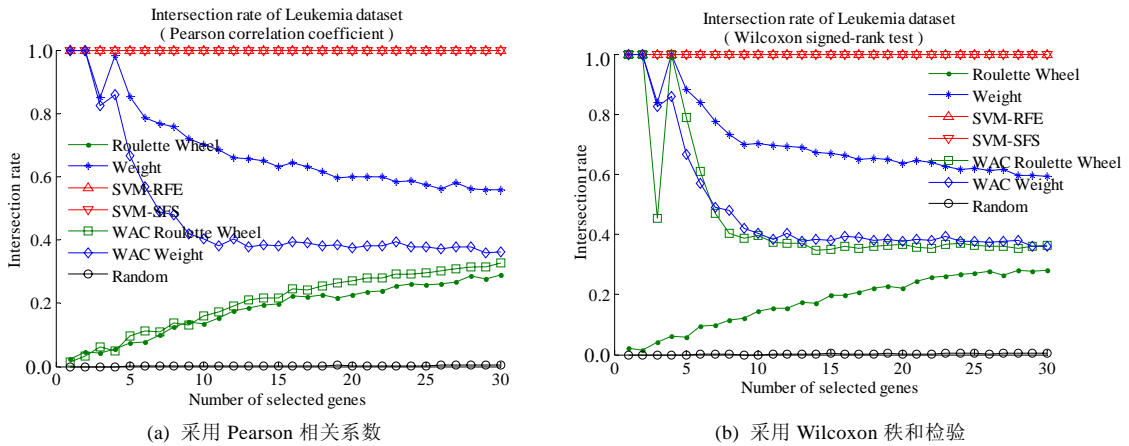 Intersection rate of Leukemia dataset
( Pearson correlation coefficient )
Intersection rate
1.0
0.8
0.6
0.4
0.2
0.0
Roulette Wheel
Weight
SVM-RFE
SVM-SFS
WAC Roulette Wheel
WAC Weight
Random
0 5 10 15 20 25 30
Number of selected genes
(a) 采用 Pearson 相关系数
Intersection rate of Leukemia dataset
( Wilcoxon signed-rank test )
Intersection rate
1.0
0.8
0.6
0.4
0.2
0.0
Roulette Wheel
Weight
SVM-RFE
SVM-SFS
WAC Roulette Wheel
WAC Weight
Random
0 5 10 15 20 25 30
Number of selected genes
(b) 采用 Wilcoxon 秩和检验